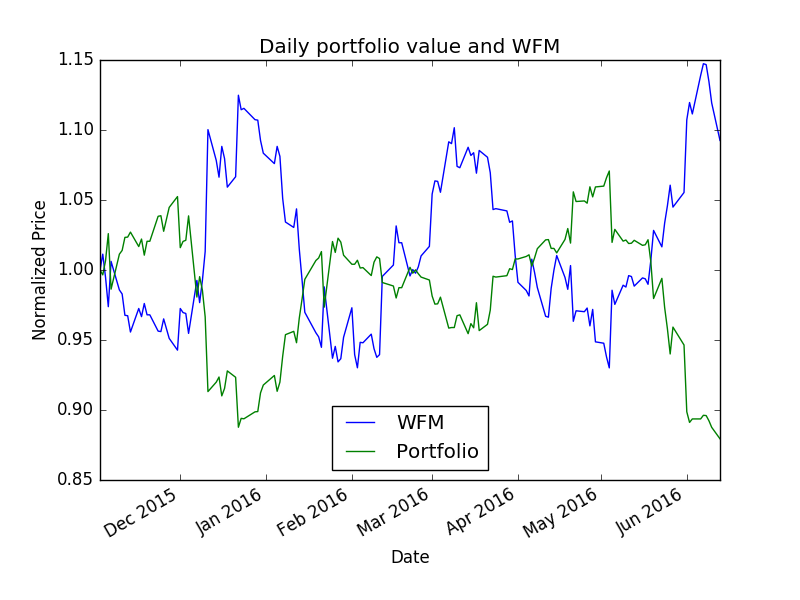 Daily portfolio value and WFM
1.15
1.10
1.05
1.00
0.95
0.90
0.85
Normalized Price
WFM
Portfolio
Dec 2015
Jan 2016
Feb 2016
Mar 2016
Apr 2016
May 2016
Jun 2016
Date